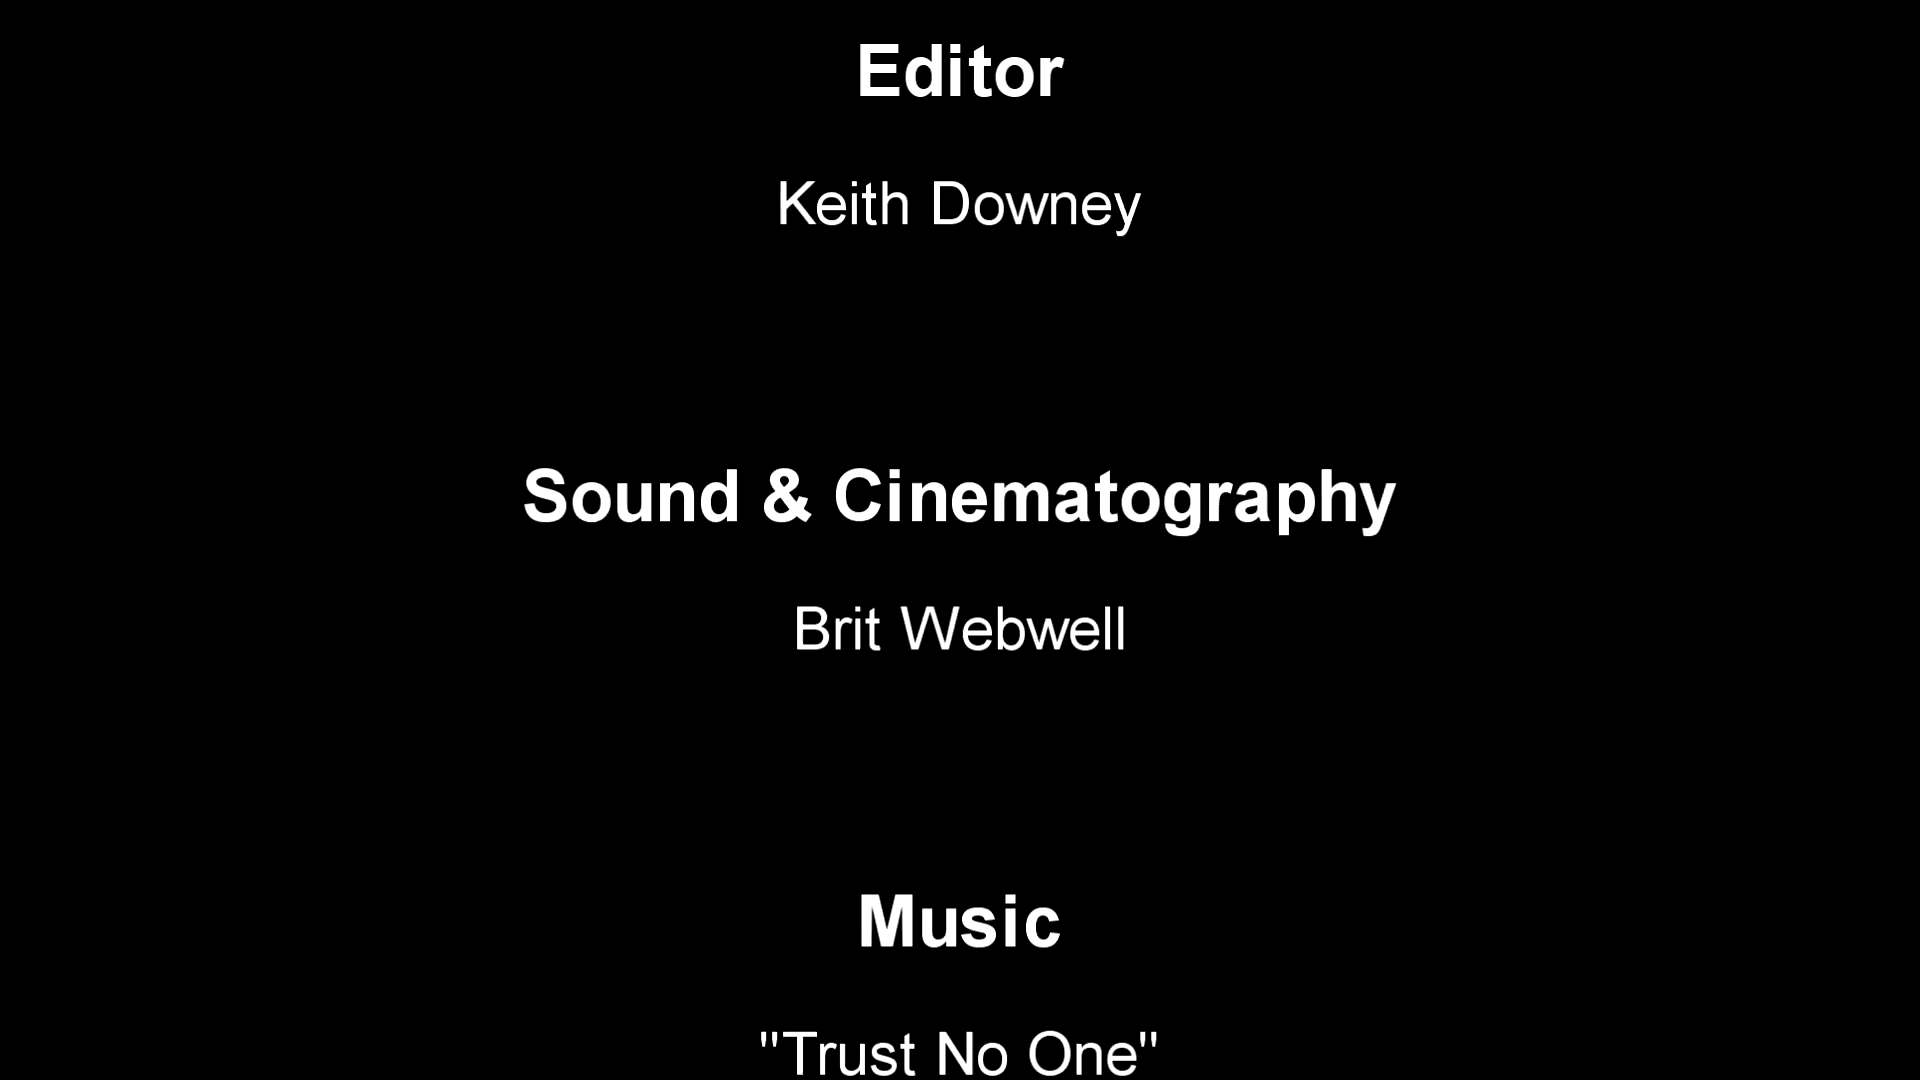 Editor
Keith Downey
Sound & Cinematography
Brit Webwell
Music
"Trust No One"